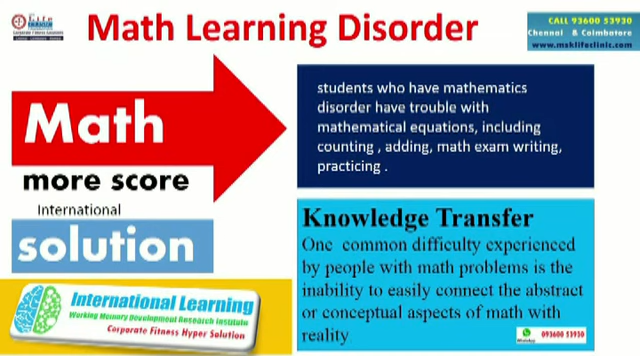 Math Learning Disorder
CALL 93600 53930
Chennai & Coimbatore
www.msklifeclinic.com
Life
Math
more score
International
solution
students who have mathematics
disorder have trouble with
mathematical equations, including
counting , adding, math exam writing,
practicing .
Knowledge Transfer
One common difficulty experienced
by people with math problems is the
inability to easily connect the abstract
or conceptual aspects of math with
reality
WhatsApp
093600 53930
International Learning
Working Memory Development Research Institute
Corporate Fitness Hyper Solution